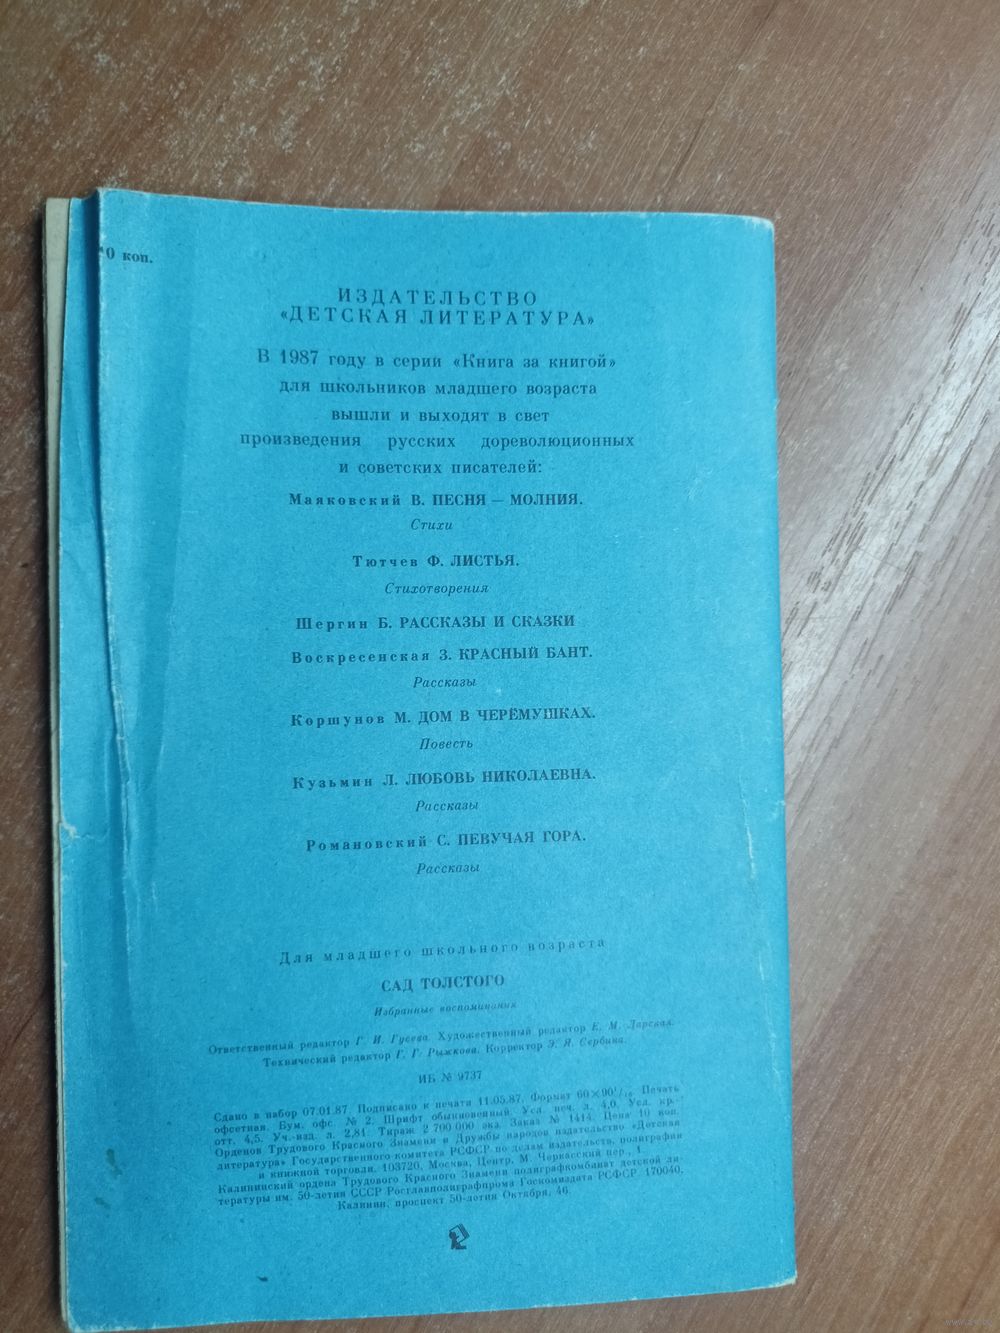 0 коп.
ИЗДАТЕЛЬСТВО
«ДЕТСКАЯ ЛИТЕРАТУРА»
В 1987 году в серии «Книга за книгой»
для школьников младшего возраста
вышли и выходят в свет
произведения русских дореволюционных
и советских писателей:
Маяковский В. ПЕСНЯ — МОЛНИЯ.
Стихи
Тютчев Ф. ЛИСТЬЯ.
Стихотворения
Шергин Б. РАССКАЗЫ И СКАЗКИ
Воскресенская З. КРАСНЫЙ БАНТ.
Рассказы
Коршунов М. ДОМ В ЧЕРЁМУШКАХ.
Повесть
Кузьмин Л. ЛЮБОВЬ НИКОЛАЕВНА.
Рассказы
Романовский С. ПЕВУЧАЯ ГОРА.
Рассказы
Для младшего школьного возраста
САД ТОЛСТОГО
Избранные воспоминания
Ответственный редактор Г. И. Гусева. Художественный редактор Е. М. Ларская.
Технический редактор Г. Г. Рыжкова. Корректор Э. Я. Сербина.
ИБ № 9737
Сдано в набор 07.01.87. Подписано к печати 11.05.87. Формат 60×90¹/₁₆. Печать
офсетная. Бум. офс. № 2. Шрифт обыкновенный. Усл. печ. л. 4,0. Усл. кр.-
отт. 4,5. Уч.-изд. л. 2,81. Тираж 2 700 000 экз. Заказ № 1414. Цена 10 коп.
Орденов Трудового Красного Знамени и Дружбы народов издательство «Детская
литература» Государственного комитета РСФСР по делам издательств, полиграфии
и книжной торговли. 103720, Москва, Центр, М. Черкасский пер., 1.
Калининский ордена Трудового Красного Знамени полиграфкомбинат детской ли-
тературы им. 50-летия СССР Росглавполиграфпрома Госкомиздата РСФСР. 170040,
Калинин, проспект 50-летия Октября, 46.